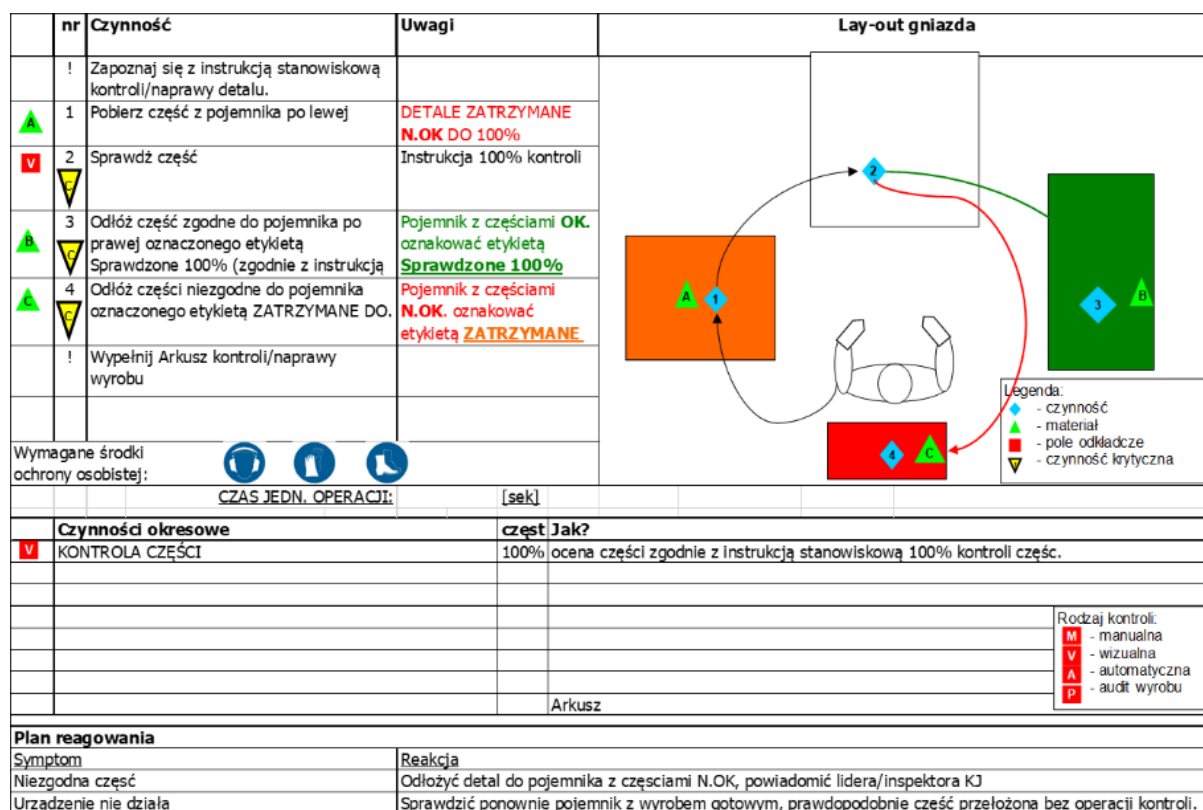 nr Czynność Uwagi Lay-out gniazda
! Zapoznaj się z instrukcją stanowiskową
kontroli/naprawy detalu.
A 1 Pobierz część z pojemnika po lewej DETALE ZATRZYMANE
N.OK DO 100%
V 2 Sprawdż część Instrukcja 100% kontroli
C
3 Odłóż część zgodne do pojemnika po Pojemnik z częściami OK.
B C prawej oznaczonego etykietą oznakować etykietą
Sprawdzone 100% (zgodnie z instrukcją Sprawdzone 100%
4 Odłóż części niezgodne do pojemnika Pojemnik z częściami
C C oznaczonego etykietą ZATRZYMANE DO. N.OK. oznakować
etykietą ZATRZYMANE
! Wypełnij Arkusz kontroli/naprawy
wyrobu
Wymagane środki
ochrony osobistej:
2
A 1
3 B
4 C
Legenda:
- czynność
- materiał
- pole odkładcze
- czynność krytyczna
CZAS JEDN. OPERACJI: [sek]
Czynności okresowe częst Jak?
V KONTROLA CZĘŚCI 100% ocena części zgodnie z instrukcją stanowiskową 100% kontroli częśc.
Rodzaj kontroli:
M - manualna
V - wizualna
A - automatyczna
P - audit wyrobu
Arkusz
Plan reagowania
Symptom Reakcja
Niezgodna częsć Odłożyć detal do pojemnika z częsciami N.OK, powiadomić lidera/inspektora KJ
Urządzenie nie działa Sprawdzić ponownie pojemnik z wyrobem gotowym, prawdopodobnie część przełożona bez operacji kontroli.